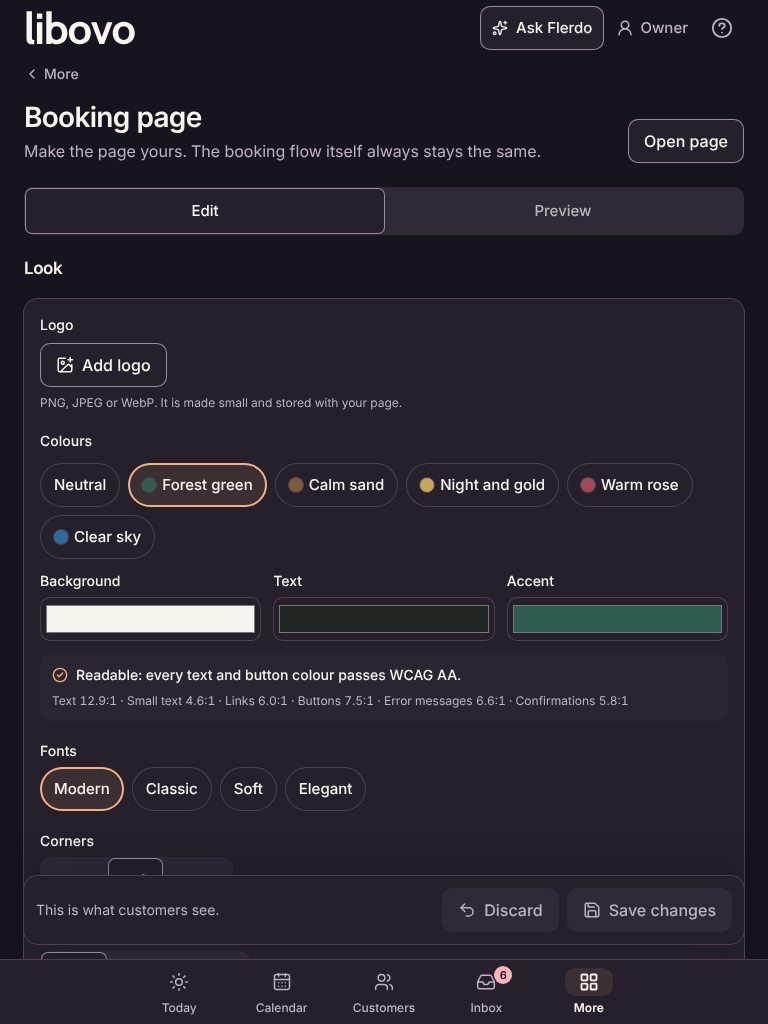 libovo
Ask Flerdo
Owner
More
Booking page
Make the page yours. The booking flow itself always stays the same.
Open page
Edit
Preview
Look
Logo
Add logo
PNG, JPEG or WebP. It is made small and stored with your page.
Colours
Neutral
Forest green
Calm sand
Night and gold
Warm rose
Clear sky
Background
Text
Accent
Readable: every text and button colour passes WCAG AA.
Text 12.9:1 · Small text 4.6:1 · Links 6.0:1 · Buttons 7.5:1 · Error messages 6.6:1 · Confirmations 5.8:1
Fonts
Modern
Classic
Soft
Elegant
Corners
This is what customers see.
Discard
Save changes
Today
Calendar
Customers
Inbox
6
More